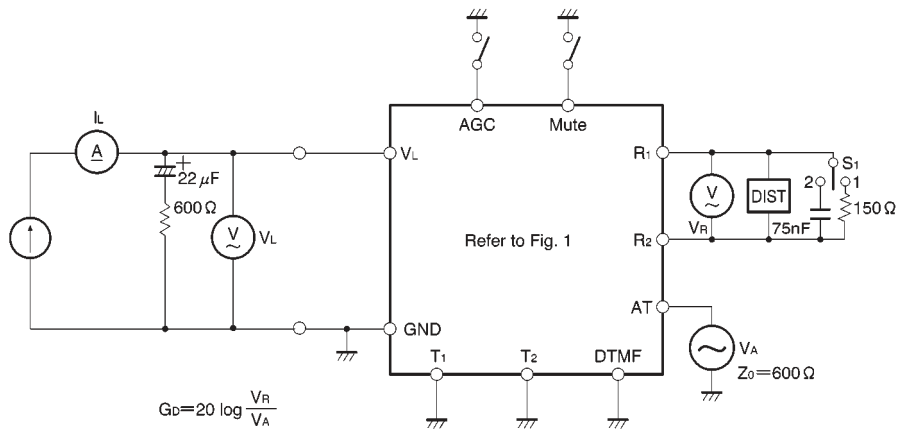 AGC
Mute
IL
A
VL
R1
S1
+
22 μF
2
1
V
DIST
150 Ω
600 Ω
V
VL
VR
75nF
Refer to Fig. 1
R2
AT
GND
VA
Z0=600 Ω
T1
T2
DTMF
GD=20 log VR
VA